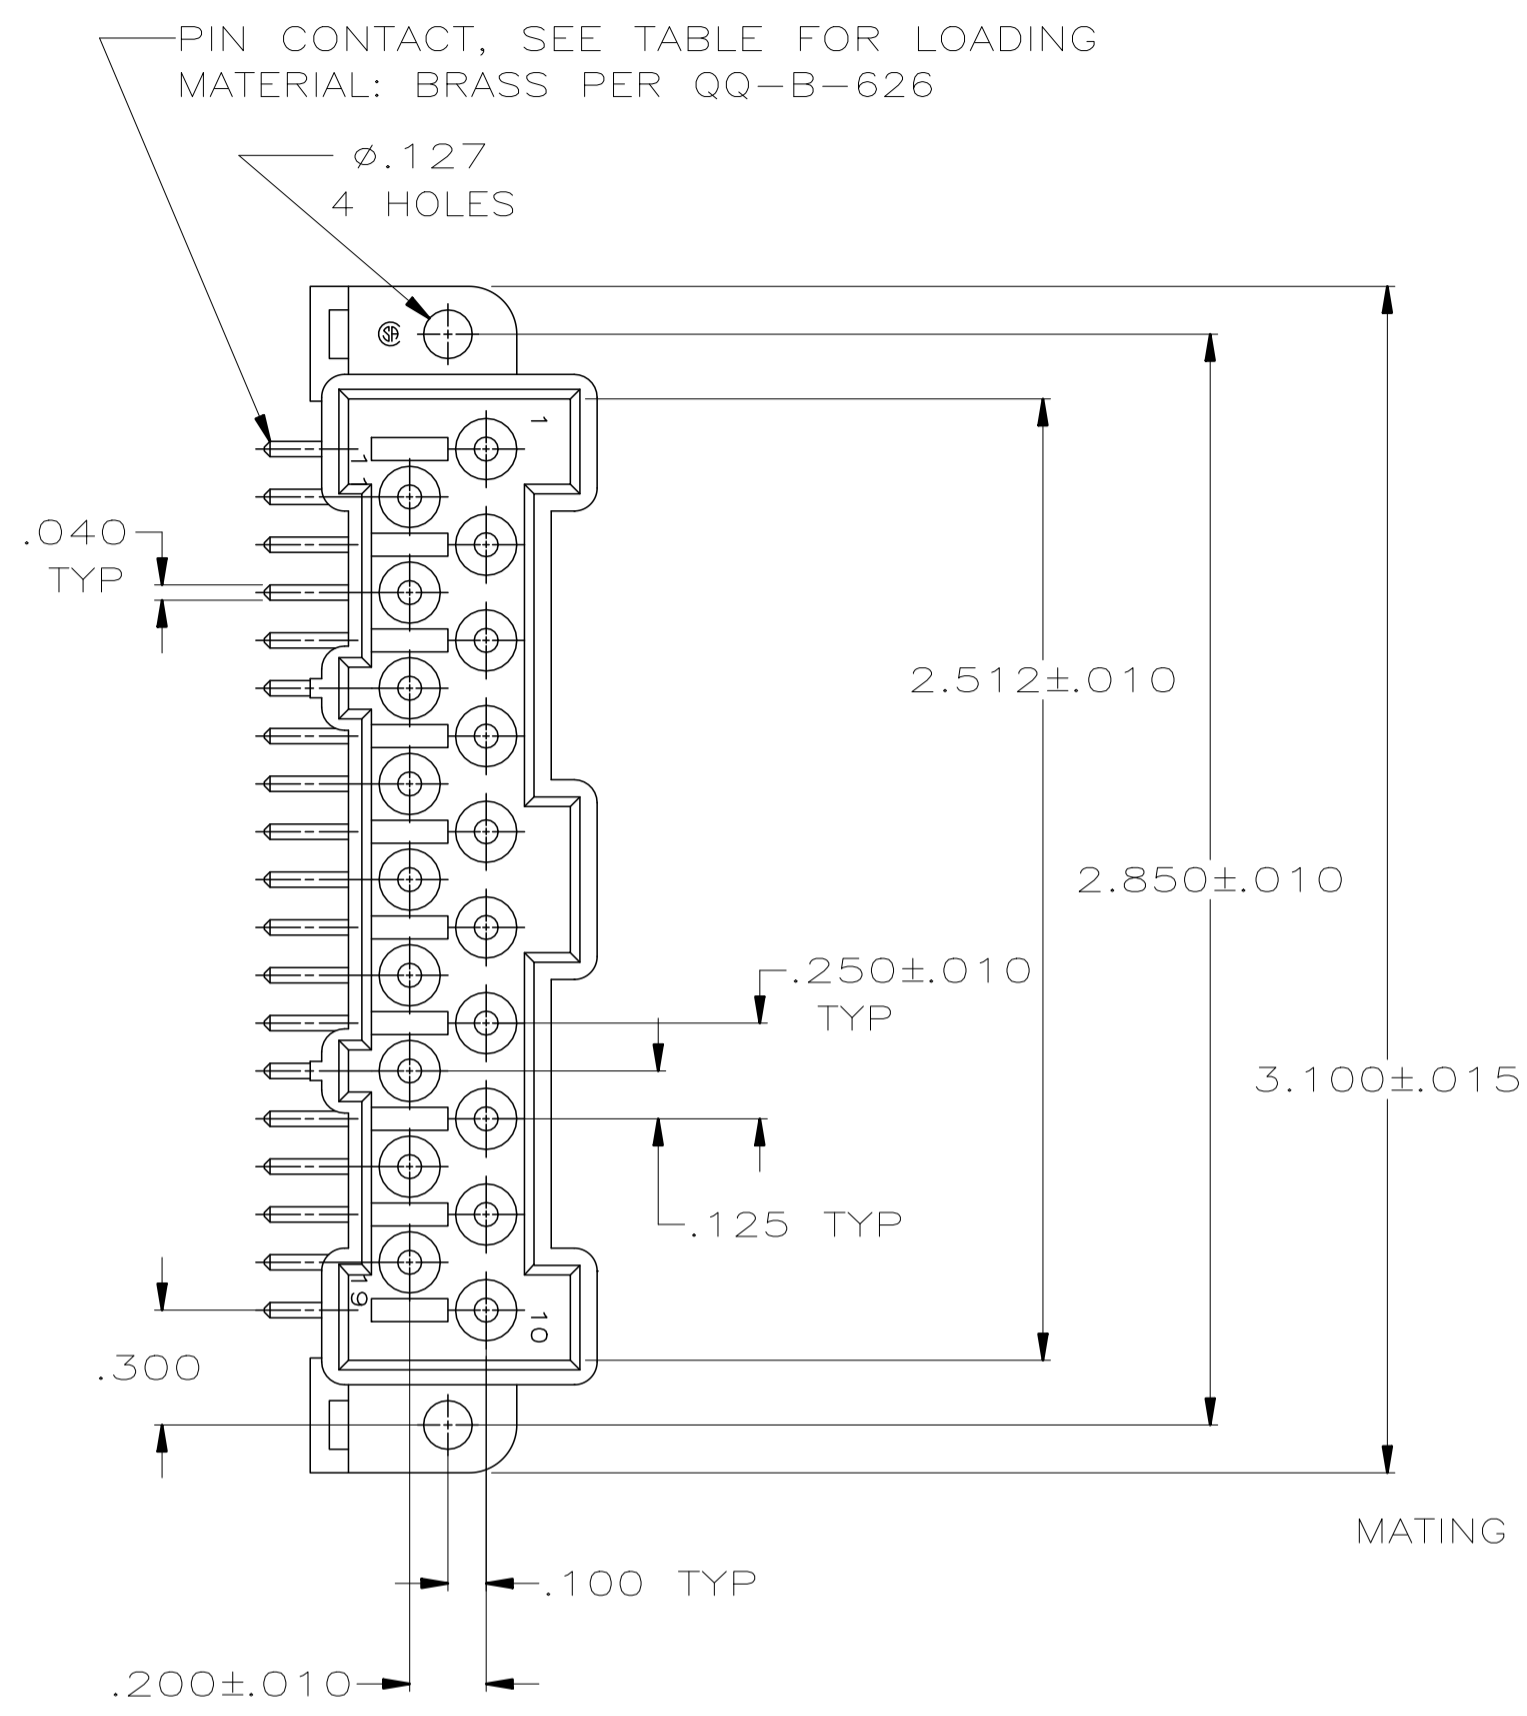 PIN CONTACT, SEE TABLE FOR LOADING
MATERIAL: BRASS PER QQ-B-626
Ø.127
4 HOLES
SA
1
11
.040
TYP
2.512±.010
2.850±.010
.250±.010
TYP
3.100±.015
.125 TYP
19
10
.300
MATING
.100 TYP
.200±.010